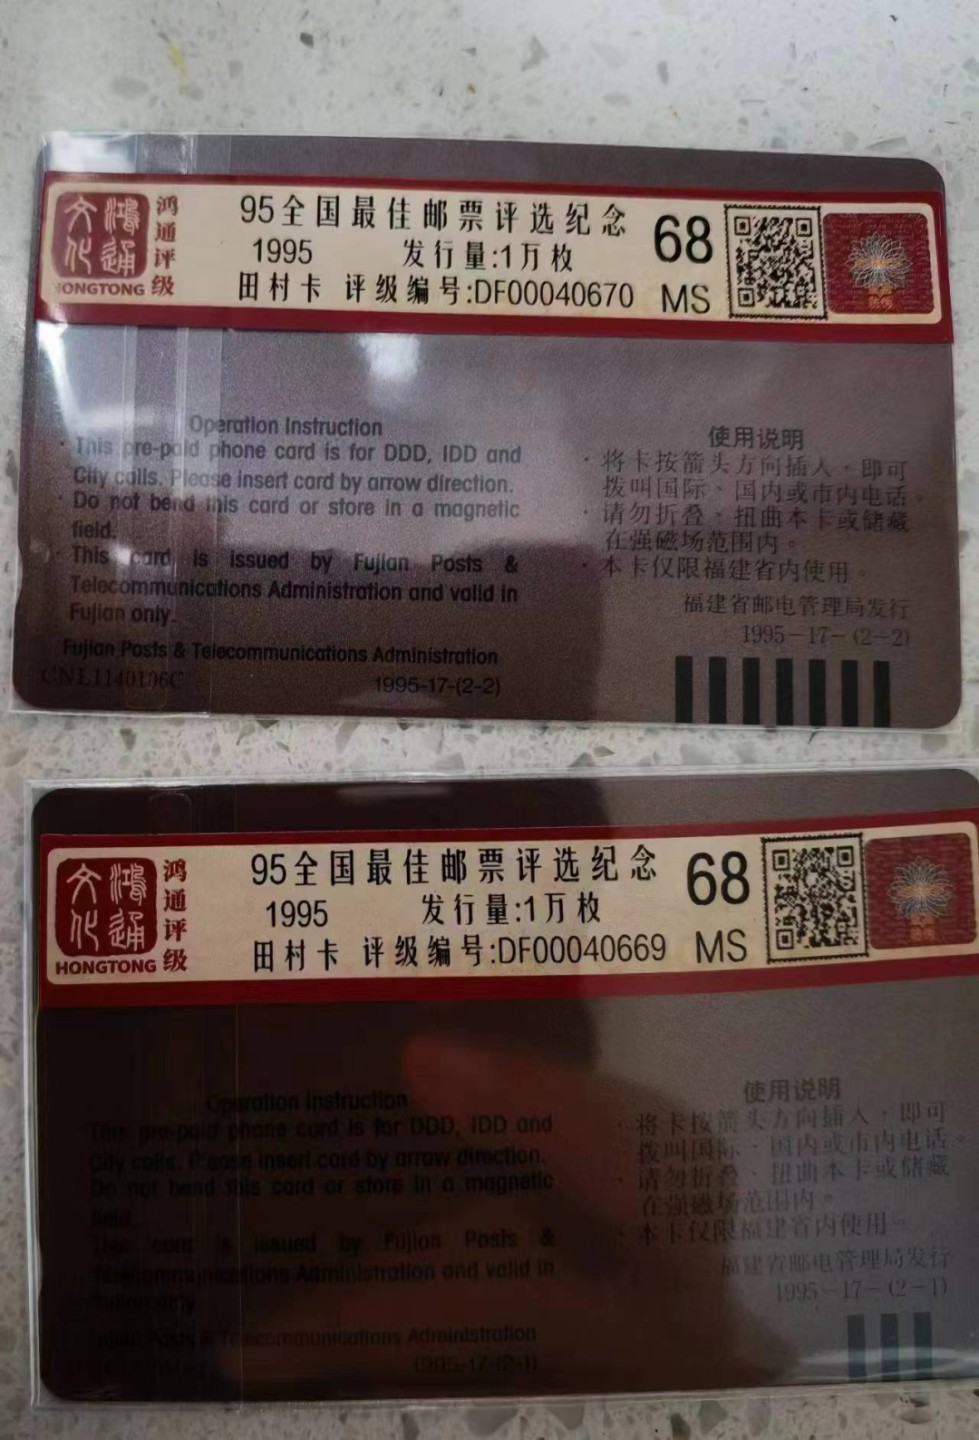 鸿通文化
HONGTONG
鸿通评级
95全国最佳邮票评选纪念
1995 发行量:1万枚
田村卡 评级编号:DF00040670
68
MS
Operation Instruction
· This pre-paid phone card is for DDD, IDD and
City calls. Please insert card by arrow direction.
· Do not bend this card or store in a magnetic
field.
· This card is issued by Fujian Posts &
Telecommunications Administration and valid in
Fujian only.
Fujian Posts & Telecommunications Administration
CNL1140106C
1995-17-(2-2)
使用说明
· 将卡按箭头方向插入，即可
拨叫国际、国内或市内电话。
· 请勿折叠、扭曲本卡或储藏
在强磁场范围内。
· 本卡仅限福建省内使用。
福建省邮电管理局发行
1995-17-(2-2)
鸿通文化
HONGTONG
鸿通评级
95全国最佳邮票评选纪念
1995 发行量:1万枚
田村卡 评级编号:DF00040669
68
MS
Operation Instruction
This pre-paid phone card is for DDD, IDD and
City calls. Please insert card by arrow direction.
Do not bend this card or store in a magnetic
field.
This card is issued by Fujian Posts &
Telecommunications Administration and valid in
Fujian only
Posts & Telecommunications Administration
1995-17-(2-1)
使用说明
· 将卡按箭头方向插入，即可
拨叫国际、国内或市内电话。
· 请勿折叠、扭曲本卡或储藏
在强磁场范围内。
· 本卡仅限福建省内使用。
福建省邮电管理局发行
1995-17-(2-1)